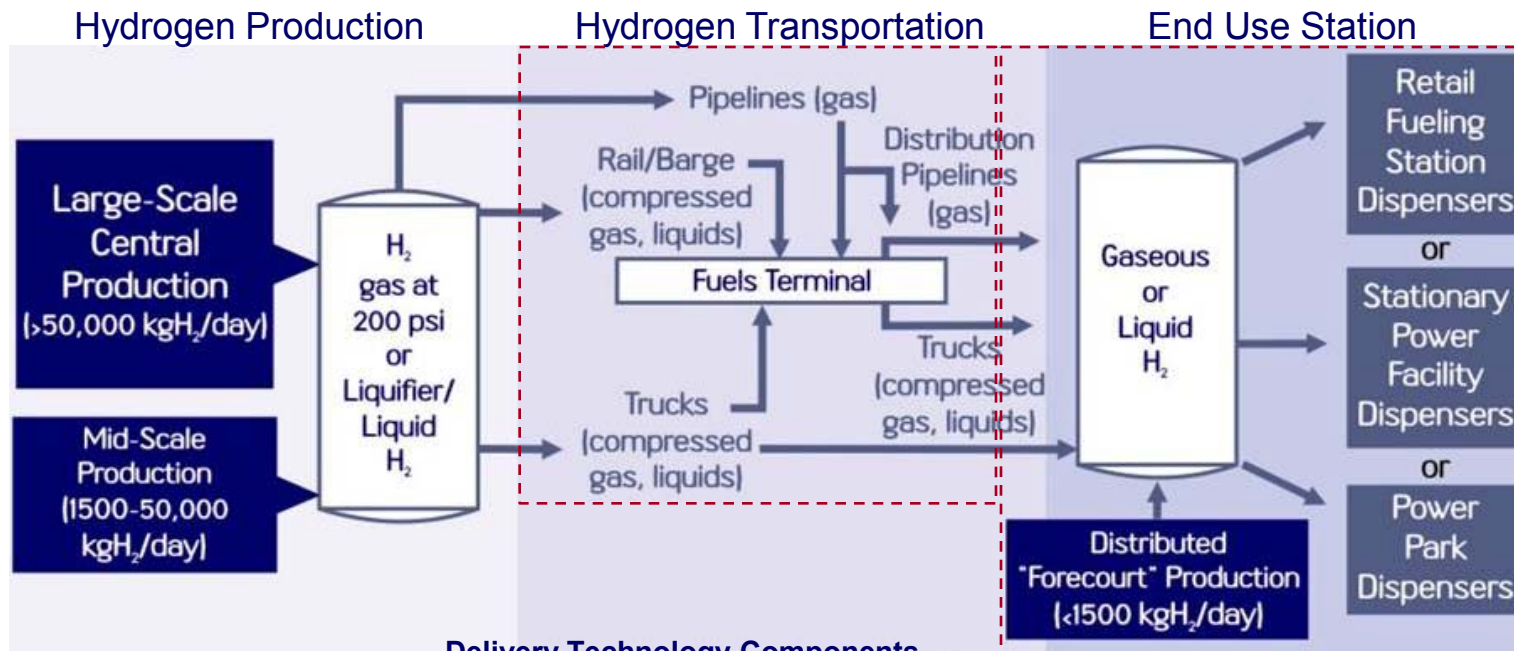 Hydrogen Production
Hydrogen Transportation
End Use Station
Large-Scale
Central
Production
(>50,000 kgH₂/day)
Mid-Scale
Production
(1500-50,000
kgH₂/day)
H₂
gas at
200 psi
or
Liquifier/
Liquid
H₂
Pipelines (gas)
Rail/Barge
(compressed
gas, liquids)
Distribution
Pipelines
(gas)
Fuels Terminal
Trucks
(compressed
gas, liquids)
Trucks
(compressed
gas, liquids)
Gaseous
or
Liquid
H₂
Distributed
"Forecourt" Production
(<1500 kgH₂/day)
Retail
Fueling
Station
Dispensers
or
Stationary
Power
Facility
Dispensers
or
Power
Park
Dispensers
Delivery Technology Components